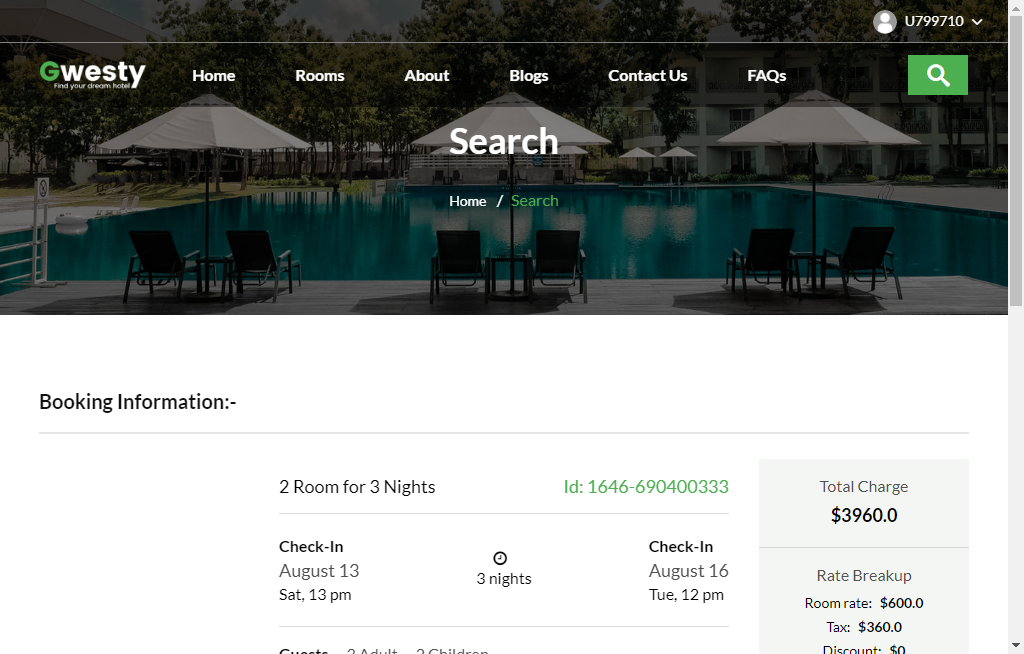 U799710
Gwesty
Find your dream hotel
Home Rooms About Blogs Contact Us FAQs
Search
Home / Search
Booking Information:-
2 Room for 3 Nights Id: 1646-690400333
Total Charge
$3960.0
Check-In
August 13
Sat, 13 pm
3 nights
Check-In
August 16
Tue, 12 pm
Rate Breakup
Room rate: $600.0
Tax: $360.0
Discount: $0
Guests 2 Children